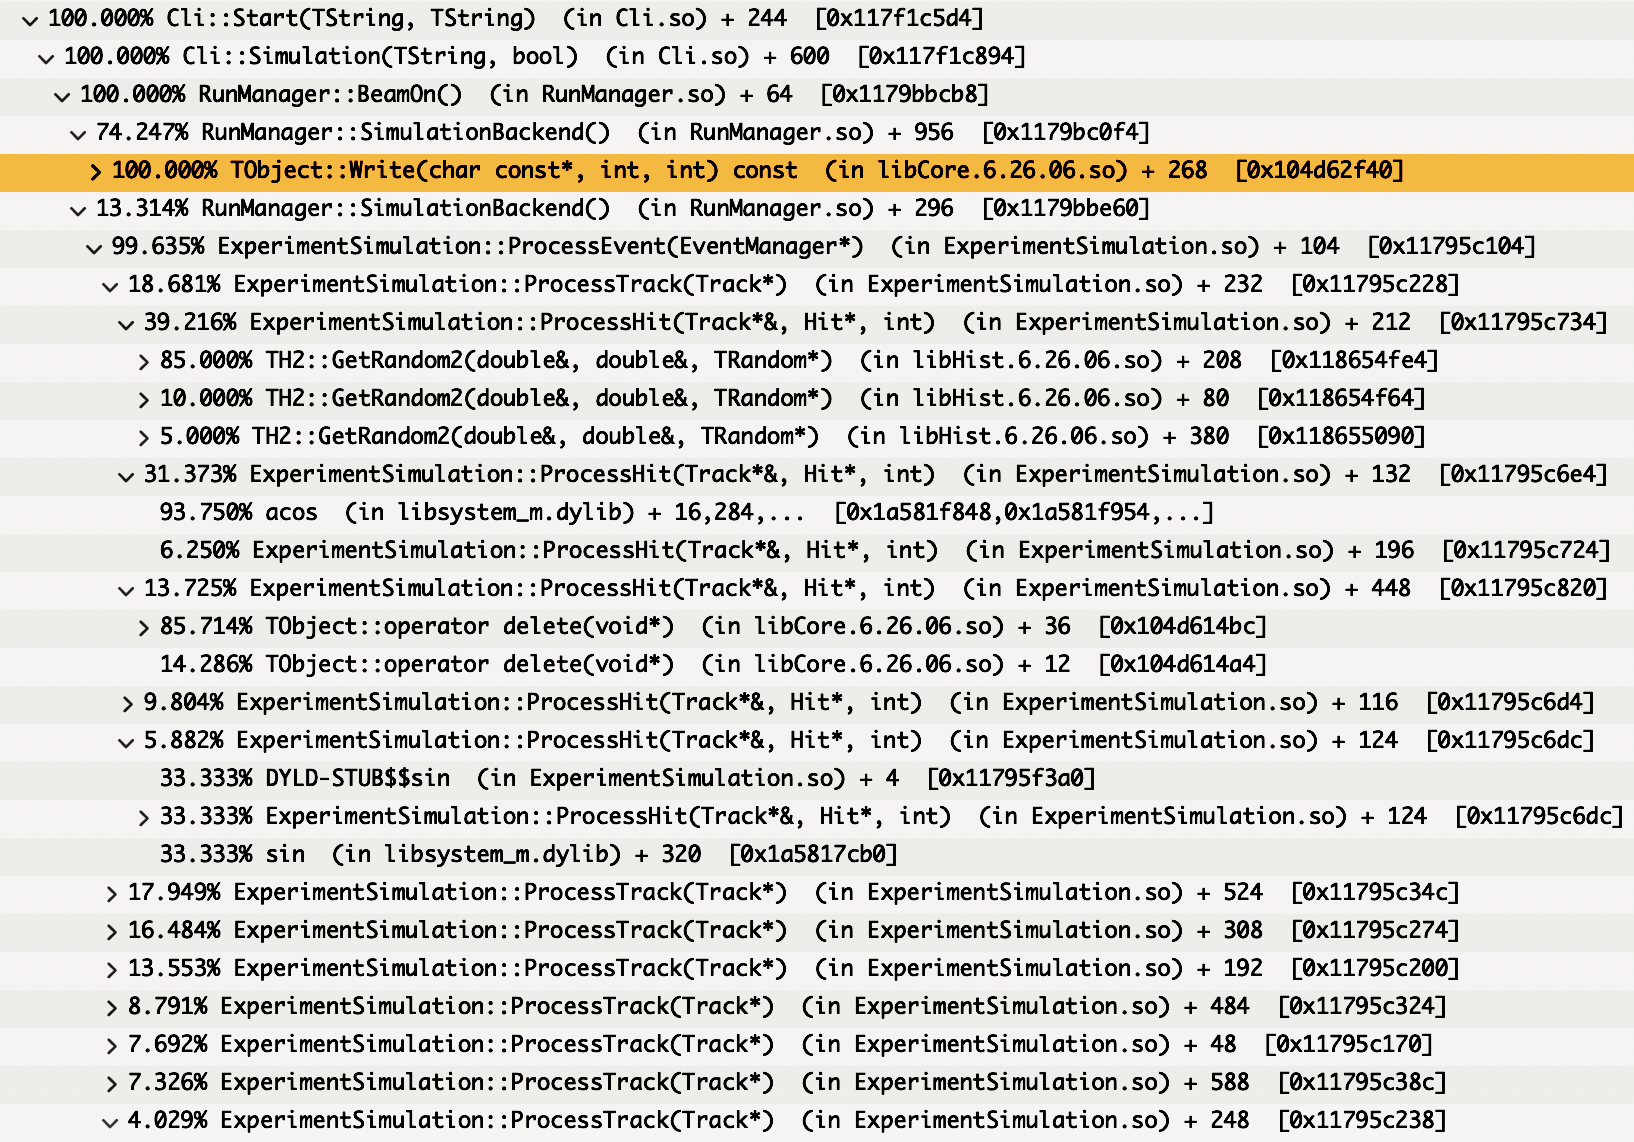 100.000% Cli::Start(TString, TString) (in Cli.so) + 244 [0x117f1c5d4]
100.000% Cli::Simulation(TString, bool) (in Cli.so) + 600 [0x117f1c894]
100.000% RunManager::BeamOn() (in RunManager.so) + 64 [0x1179bbcb8]
74.247% RunManager::SimulationBackend() (in RunManager.so) + 956 [0x1179bc0f4]
100.000% TObject::Write(char const*, int, int) const (in libCore.6.26.06.so) + 268 [0x104d62f40]
13.314% RunManager::SimulationBackend() (in RunManager.so) + 296 [0x1179bbe60]
99.635% ExperimentSimulation::ProcessEvent(EventManager*) (in ExperimentSimulation.so) + 104 [0x11795c104]
18.681% ExperimentSimulation::ProcessTrack(Track*) (in ExperimentSimulation.so) + 232 [0x11795c228]
39.216% ExperimentSimulation::ProcessHit(Track*&, Hit*, int) (in ExperimentSimulation.so) + 212 [0x11795c734]
85.000% TH2::GetRandom2(double&, double&, TRandom*) (in libHist.6.26.06.so) + 208 [0x118654fe4]
10.000% TH2::GetRandom2(double&, double&, TRandom*) (in libHist.6.26.06.so) + 80 [0x118654f64]
5.000% TH2::GetRandom2(double&, double&, TRandom*) (in libHist.6.26.06.so) + 380 [0x118655090]
31.373% ExperimentSimulation::ProcessHit(Track*&, Hit*, int) (in ExperimentSimulation.so) + 132 [0x11795c6e4]
93.750% acos (in libsystem_m.dylib) + 16,284,... [0x1a581f848,0x1a581f954,...]
6.250% ExperimentSimulation::ProcessHit(Track*&, Hit*, int) (in ExperimentSimulation.so) + 196 [0x11795c724]
13.725% ExperimentSimulation::ProcessHit(Track*&, Hit*, int) (in ExperimentSimulation.so) + 448 [0x11795c820]
85.714% TObject::operator delete(void*) (in libCore.6.26.06.so) + 36 [0x104d614bc]
14.286% TObject::operator delete(void*) (in libCore.6.26.06.so) + 12 [0x104d614a4]
9.804% ExperimentSimulation::ProcessHit(Track*&, Hit*, int) (in ExperimentSimulation.so) + 116 [0x11795c6d4]
5.882% ExperimentSimulation::ProcessHit(Track*&, Hit*, int) (in ExperimentSimulation.so) + 124 [0x11795c6dc]
33.333% DYLD-STUB$$sin (in ExperimentSimulation.so) + 4 [0x11795f3a0]
33.333% ExperimentSimulation::ProcessHit(Track*&, Hit*, int) (in ExperimentSimulation.so) + 124 [0x11795c6dc]
33.333% sin (in libsystem_m.dylib) + 320 [0x1a5817cb0]
17.949% ExperimentSimulation::ProcessTrack(Track*) (in ExperimentSimulation.so) + 524 [0x11795c34c]
16.484% ExperimentSimulation::ProcessTrack(Track*) (in ExperimentSimulation.so) + 308 [0x11795c274]
13.553% ExperimentSimulation::ProcessTrack(Track*) (in ExperimentSimulation.so) + 192 [0x11795c200]
8.791% ExperimentSimulation::ProcessTrack(Track*) (in ExperimentSimulation.so) + 484 [0x11795c324]
7.692% ExperimentSimulation::ProcessTrack(Track*) (in ExperimentSimulation.so) + 48 [0x11795c170]
7.326% ExperimentSimulation::ProcessTrack(Track*) (in ExperimentSimulation.so) + 588 [0x11795c38c]
4.029% ExperimentSimulation::ProcessTrack(Track*) (in ExperimentSimulation.so) + 248 [0x11795c238]